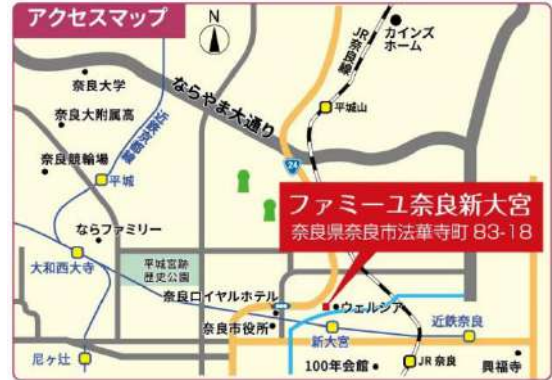 アクセスマップ
N
カインズ
ホーム
JR奈良線
奈良大学
ならやま大通り
平城山
奈良大附属高
近鉄京都線
24
奈良競輪場
平城
ファミーユ奈良新大宮
奈良県奈良市法華寺町 83-18
ならファミリー
大和西大寺
平城宮跡
歴史公園
奈良ロイヤルホテル
ウェルシア
奈良市役所
新大宮
近鉄奈良
尼ヶ辻
100年会館
JR 奈良
興福寺